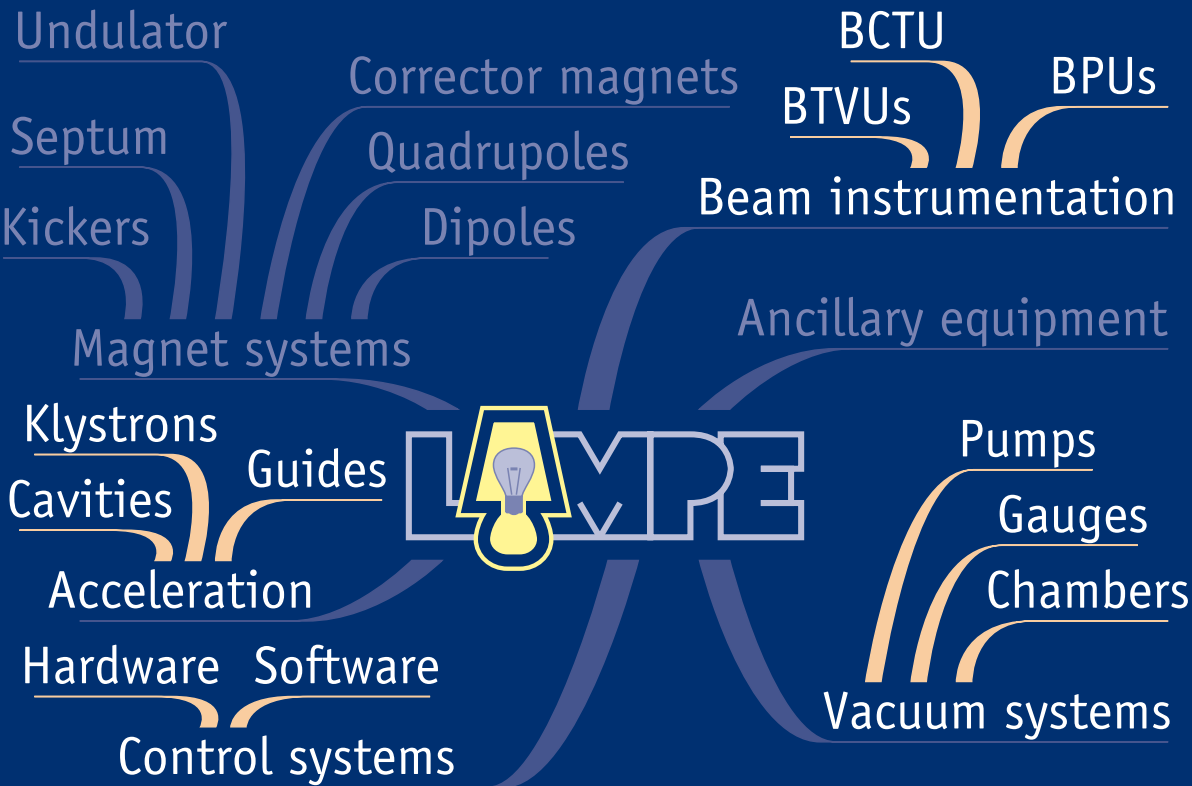 Undulator
Corrector magnets
Septum
Quadrupoles
Kickers
Dipoles
Magnet systems
BCTU
BPUs
BTVUs
Beam instrumentation
Ancillary equipment
LAMPE
Klystrons
Guides
Cavities
Acceleration
Hardware
Software
Control systems
Pumps
Gauges
Chambers
Vacuum systems